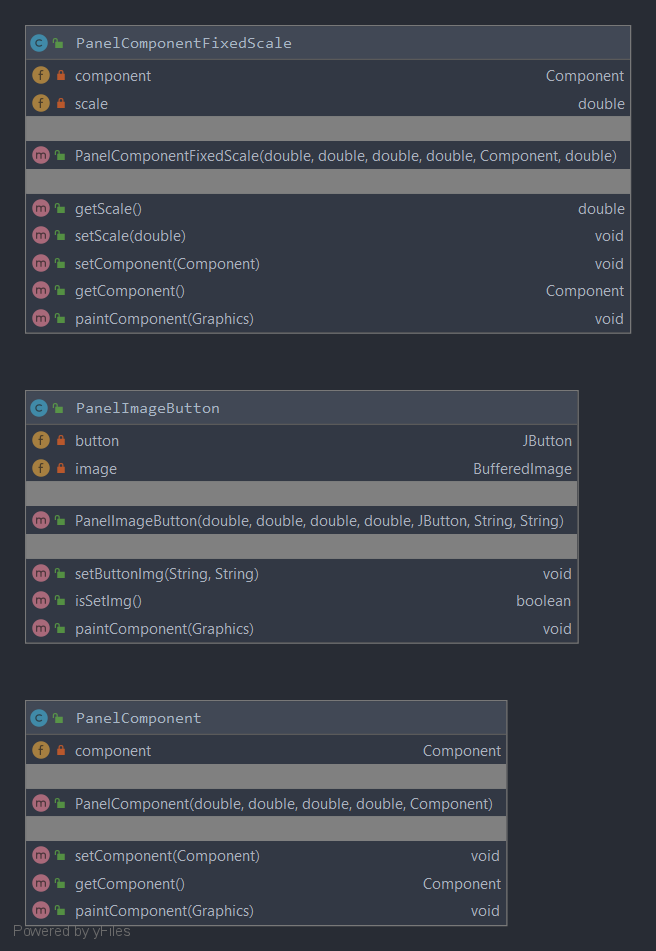 PanelComponentFixedScale
component Component
scale double
PanelComponentFixedScale(double, double, double, double, Component, double)
getScale() double
setScale(double) void
setComponent(Component) void
getComponent() Component
paintComponent(Graphics) void
PanelImageButton
button JButton
image BufferedImage
PanelImageButton(double, double, double, double, JButton, String, String)
setButtonImg(String, String) void
isSetImg() boolean
paintComponent(Graphics) void
PanelComponent
component Component
PanelComponent(double, double, double, double, Component)
setComponent(Component) void
getComponent() Component
paintComponent(Graphics) void
Powered by yFiles